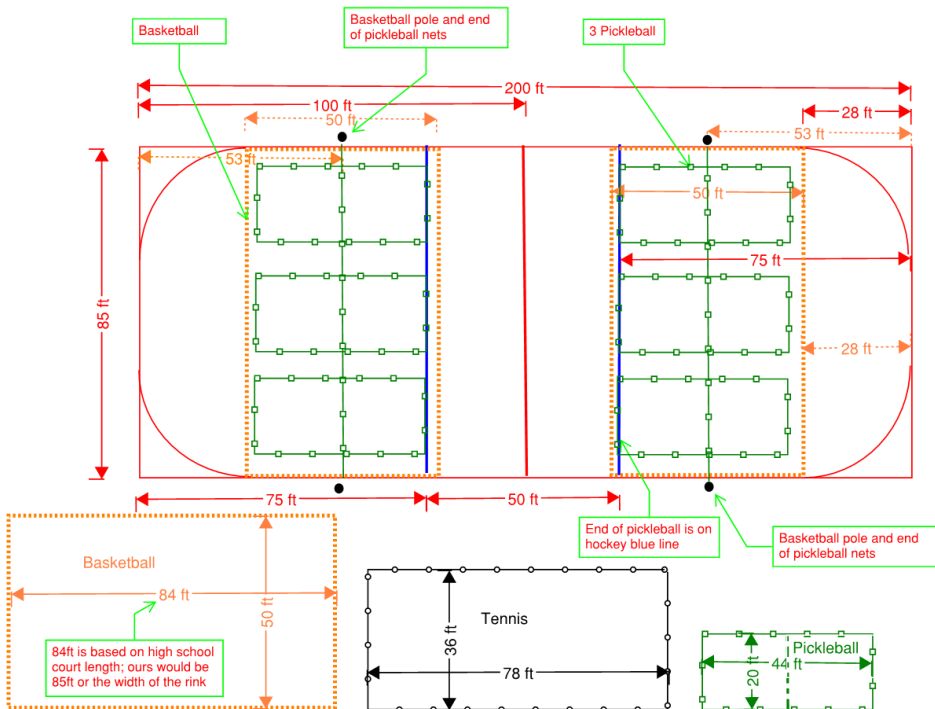 Basketball
Basketball pole and end
of pickleball nets
3 Pickleball
200 ft
100 ft
28 ft
50 ft
53 ft
53 ft
50 ft
75 ft
85 ft
28 ft
75 ft
50 ft
End of pickleball is on
hockey blue line
Basketball pole and end
of pickleball nets
Basketball
84 ft
50 ft
84ft is based on high school
court length; ours would be
85ft or the width of the rink
Tennis
36 ft
78 ft
Pickleball
44 ft
20 ft